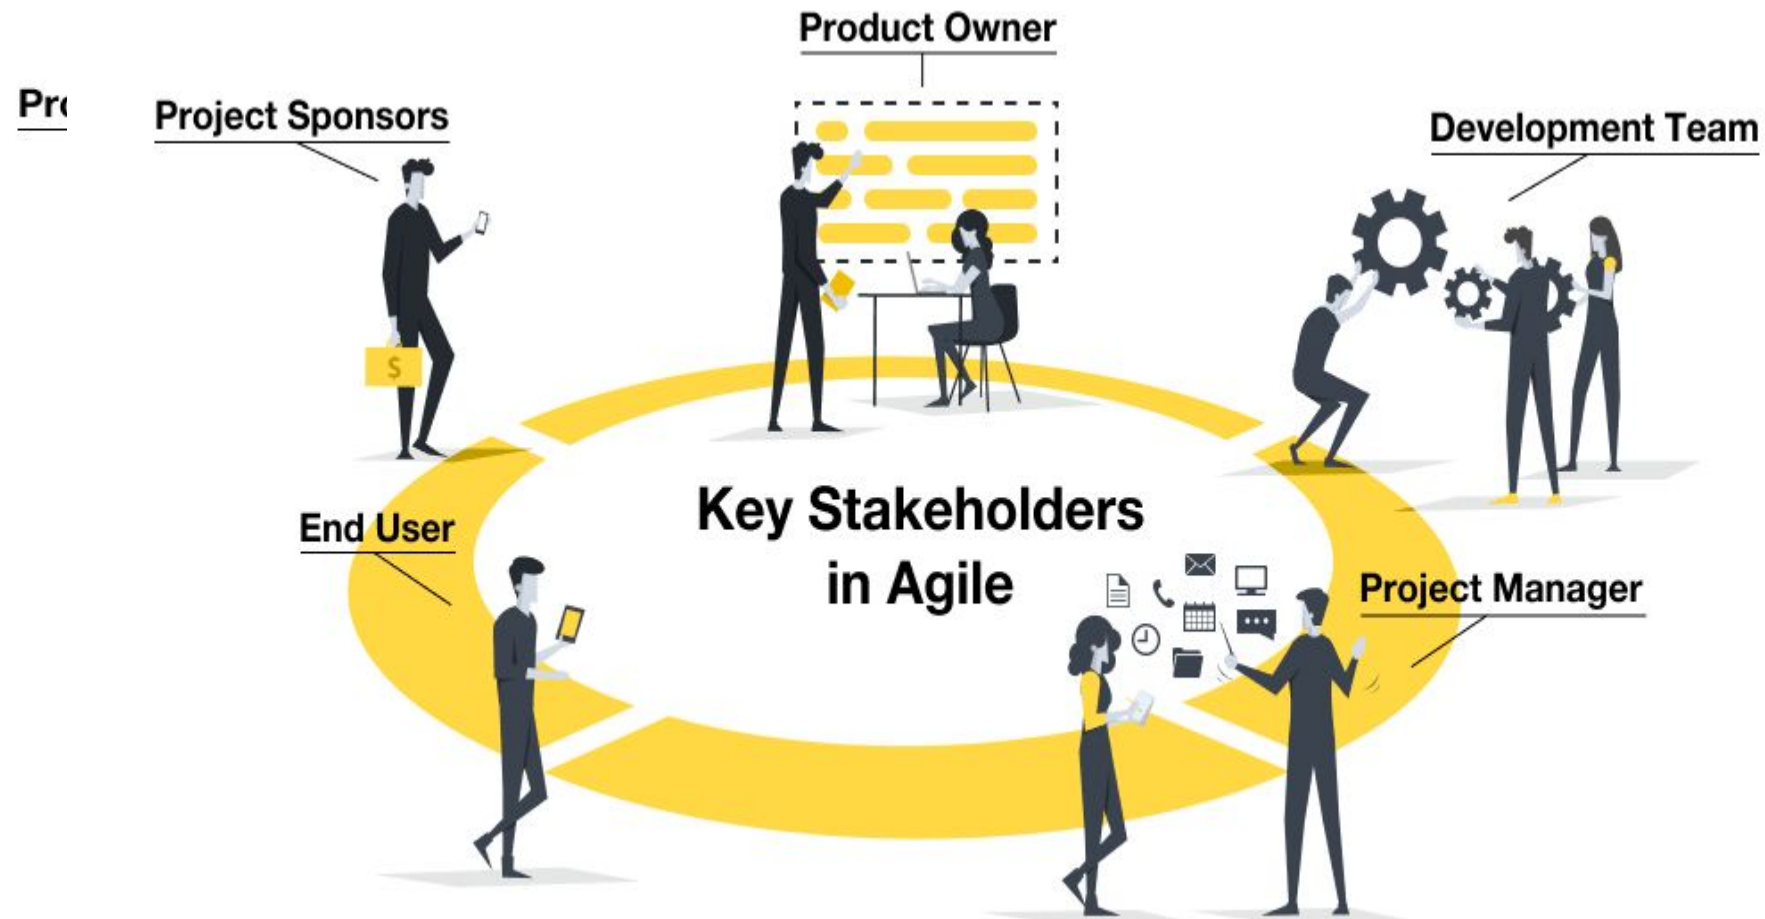 Product Owner
Project Sponsors
Development Team
Key Stakeholders
in Agile
End User
Project Manager
$